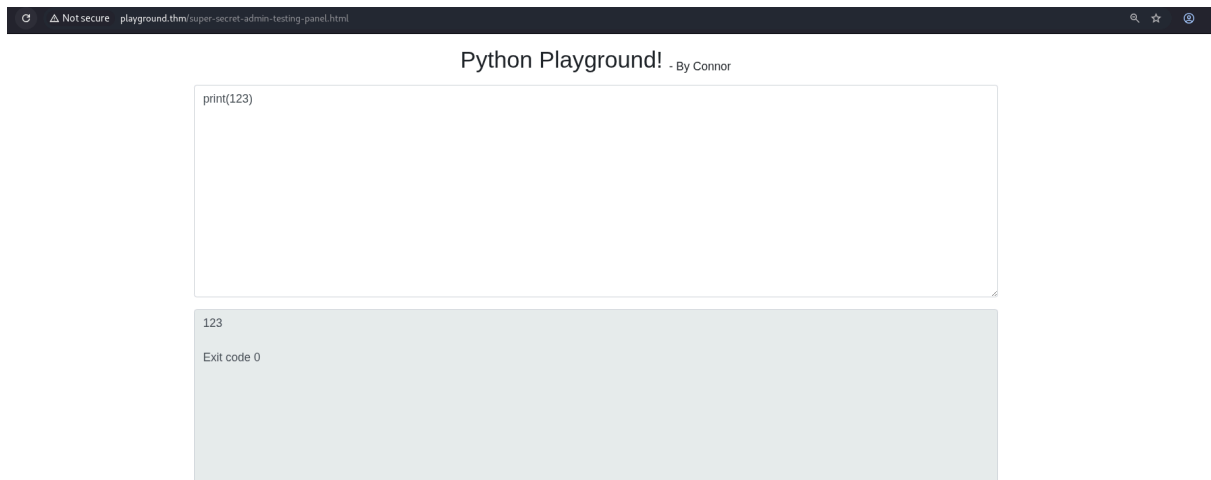 Not secure playground.thm/super-secret-admin-testing-panel.html
Python Playground! - By Connor
print(123)
123
Exit code 0